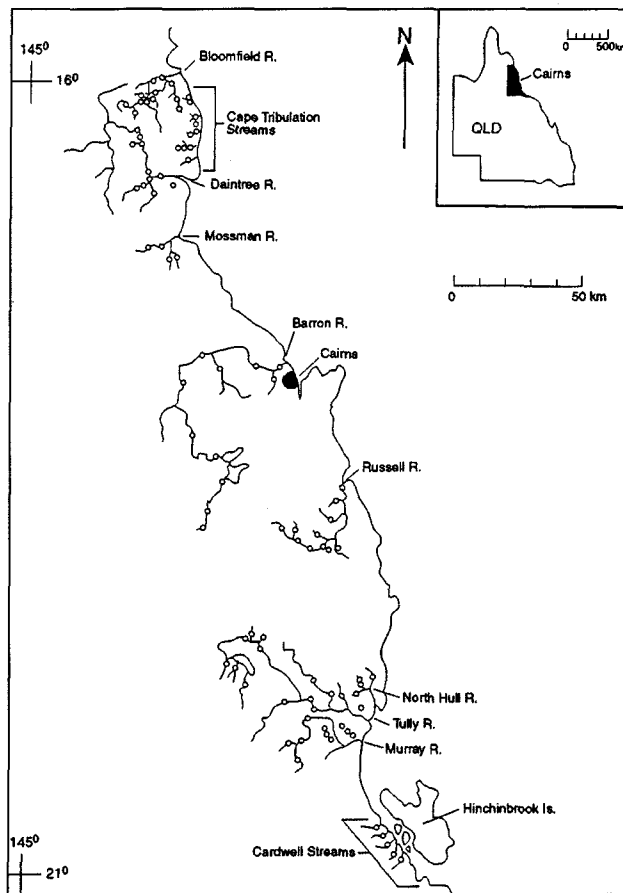 145⁰
16⁰
Bloomfield R.
N
0 500km
Cairns
QLD
Cape Tribulation
Streams
Daintree R.
Mossman R.
0 50 km
Barron R.
Cairns
Russell R.
North Hull R.
Tully R.
Murray R.
Hinchinbrook Is.
Cardwell Streams
145⁰
21⁰